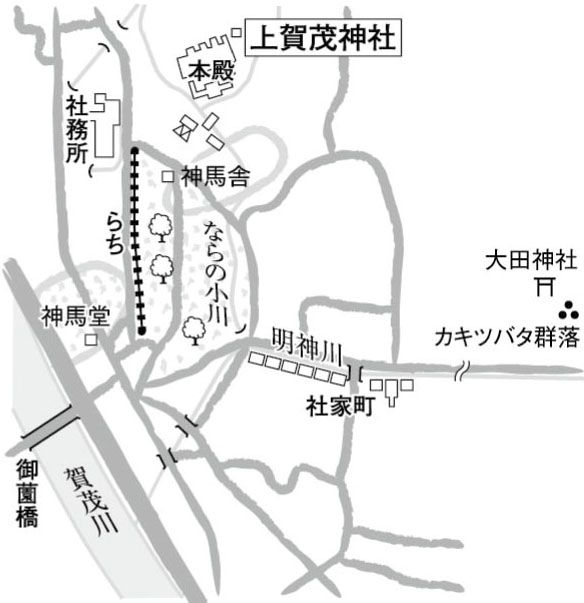 上賀茂神社
本殿
社務所
神馬舎
らち
ならの小川
大田神社
神馬堂
カキツバタ群落
明神川
社家町
御薗橋
賀茂川